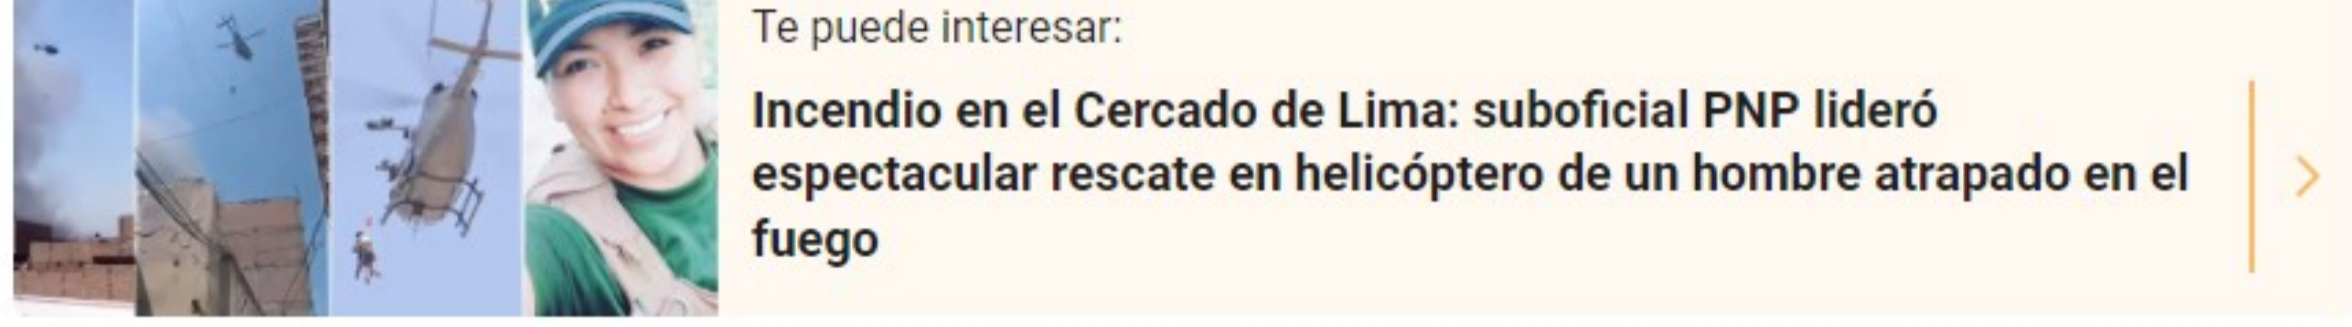 Te puede interesar:
Incendio en el Cercado de Lima: suboficial PNP lideró
espectacular rescate en helicóptero de un hombre atrapado en el
fuego